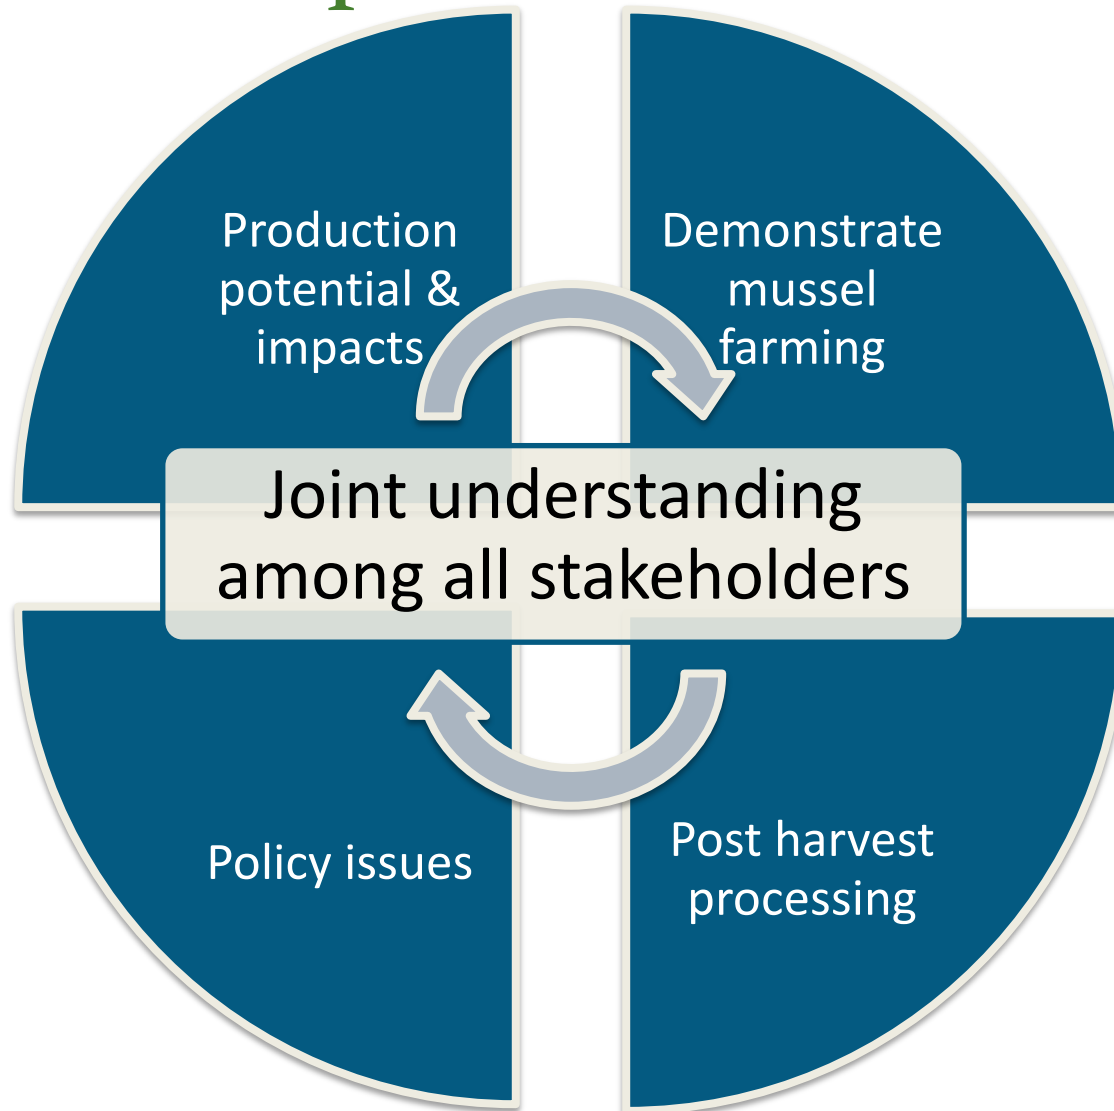 Production
potential &
impacts
Demonstrate
mussel
farming
Joint understanding
among all stakeholders
Policy issues
Post harvest
processing